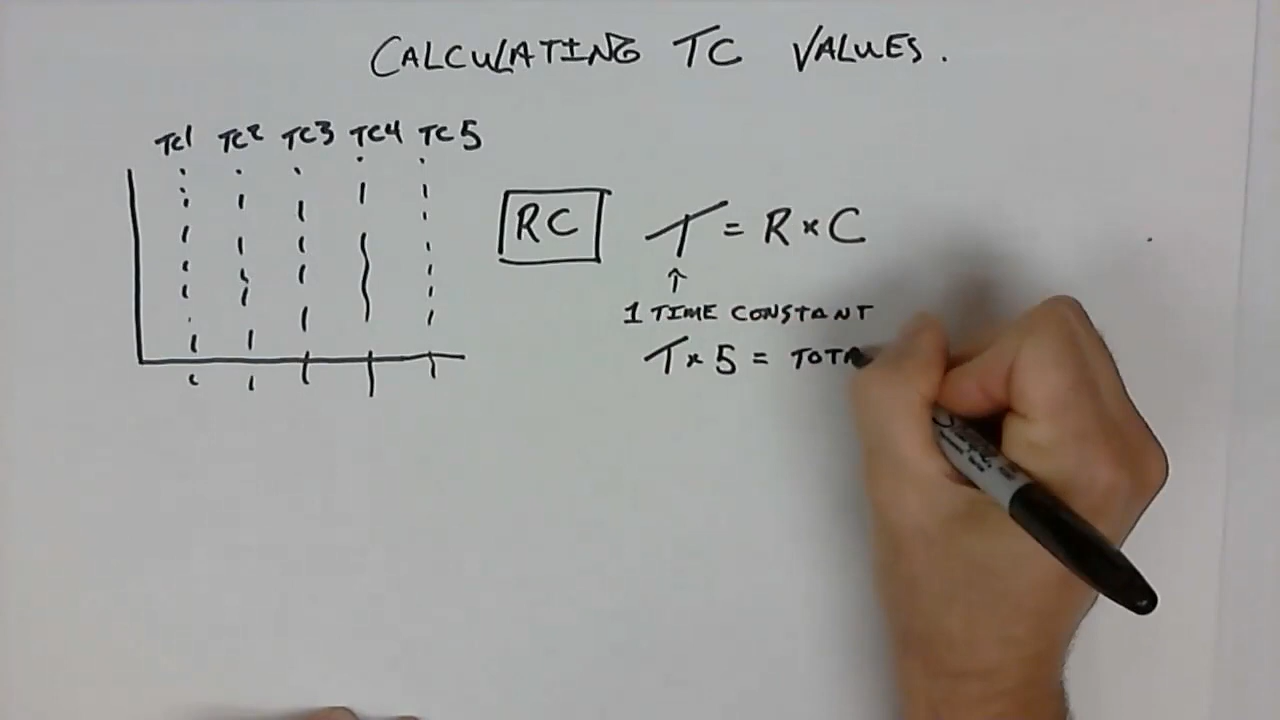 CALCULATING TC VALUES.
TC1 TC2 TC3 TC4 TC5
RC
T = R × C
↑
1 TIME CONSTANT
T × 5 = TOTA